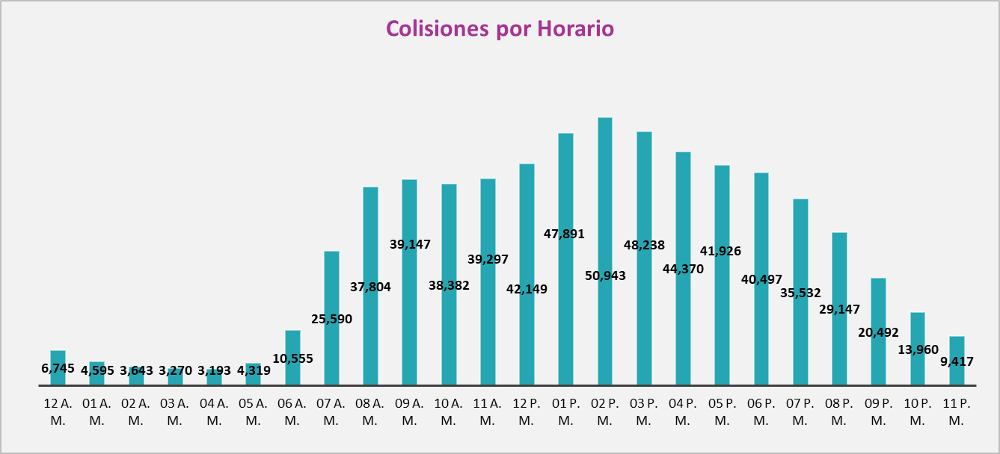 Colisiones por Horario
50,943
47,891
48,238
44,370
42,149
41,926
40,497
39,147
39,297
38,382
37,804
35,532
29,147
25,590
20,492
13,960
10,555
9,417
6,745
4,595
3,643
3,270
3,193
4,319
12 A. M.
01 A. M.
02 A. M.
03 A. M.
04 A. M.
05 A. M.
06 A. M.
07 A. M.
08 A. M.
09 A. M.
10 A. M.
11 A. M.
12 P. M.
01 P. M.
02 P. M.
03 P. M.
04 P. M.
05 P. M.
06 P. M.
07 P. M.
08 P. M.
09 P. M.
10 P. M.
11 P. M.